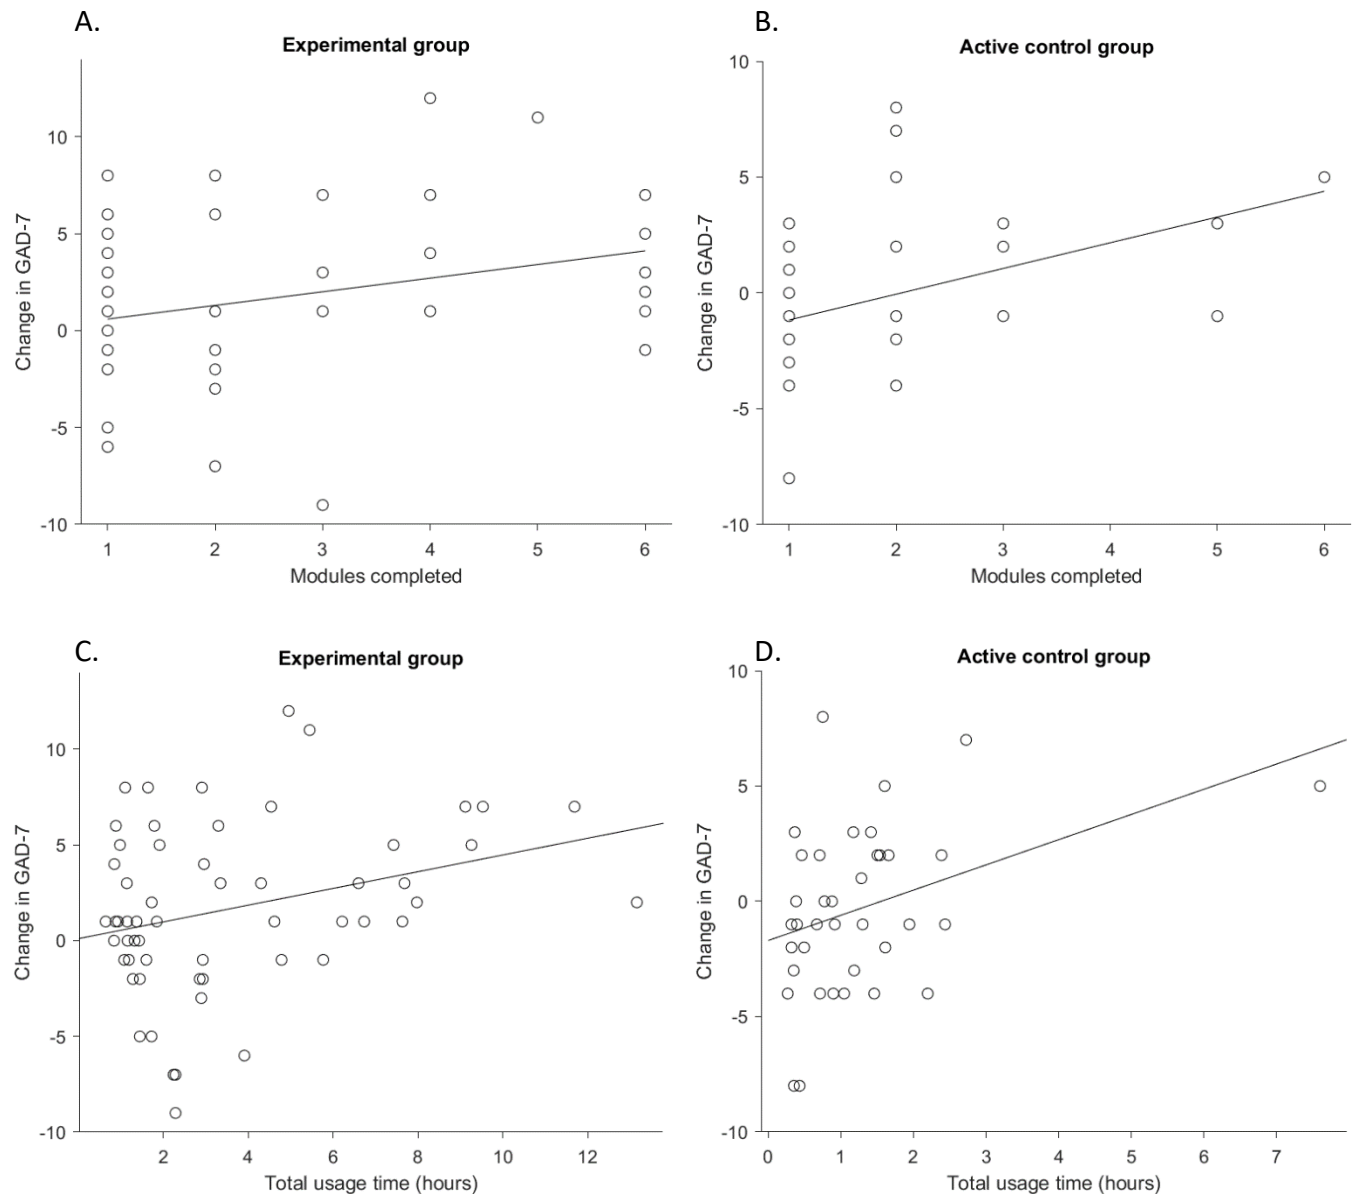 A.
Experimental group
10
5
0
-5
-10
Change in GAD-7
1 2 3 4 5 6
Modules completed
B.
Active control group
10
5
0
-5
-10
Change in GAD-7
1 2 3 4 5 6
Modules completed
C.
Experimental group
10
5
0
-5
-10
Change in GAD-7
2 4 6 8 10 12
Total usage time (hours)
D.
Active control group
10
5
0
-5
-10
Change in GAD-7
0 1 2 3 4 5 6 7
Total usage time (hours)